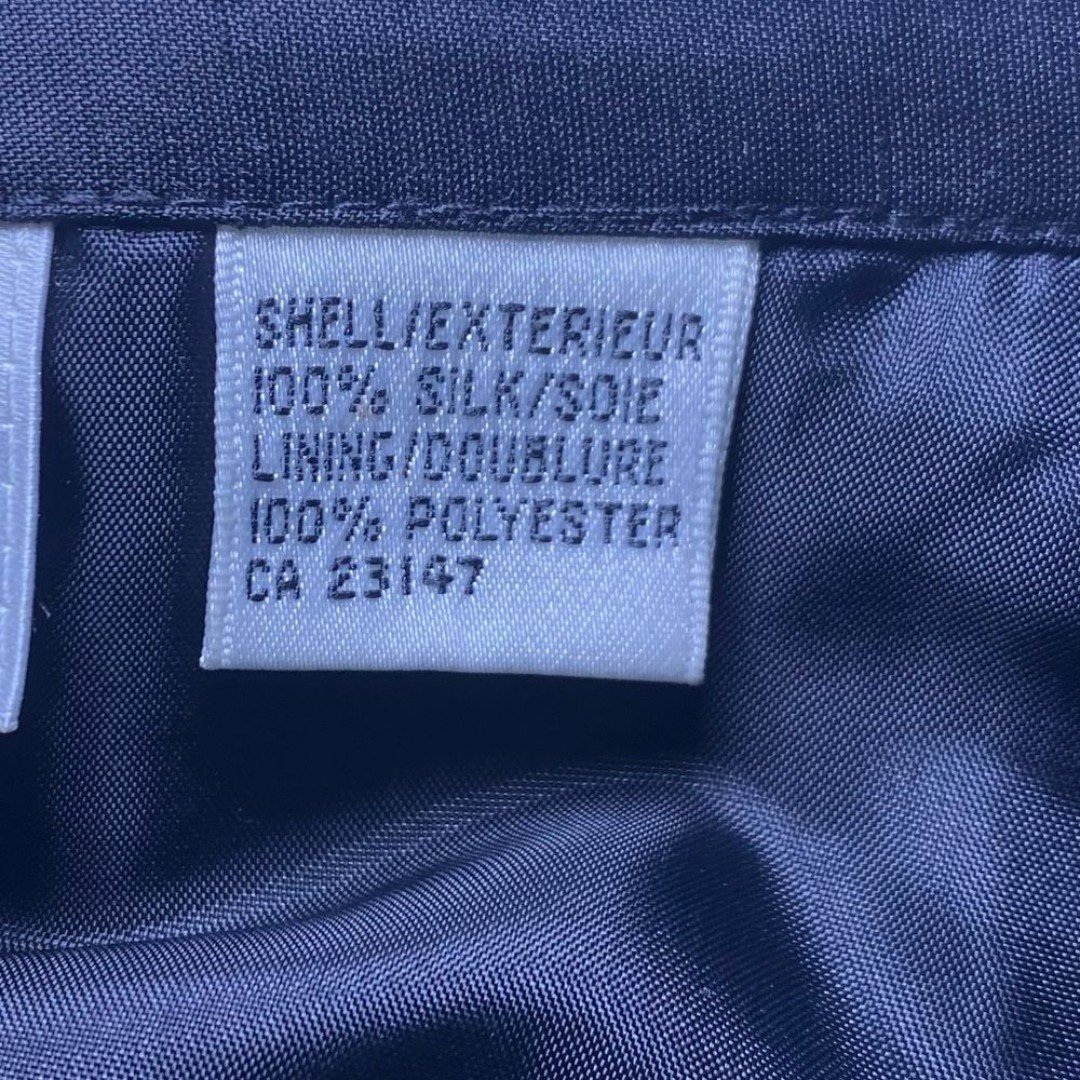 SHELL/EXTERIEUR
100% SILK/SOIE
LINING/DOUBLURE
100% POLYESTER
CA 23147